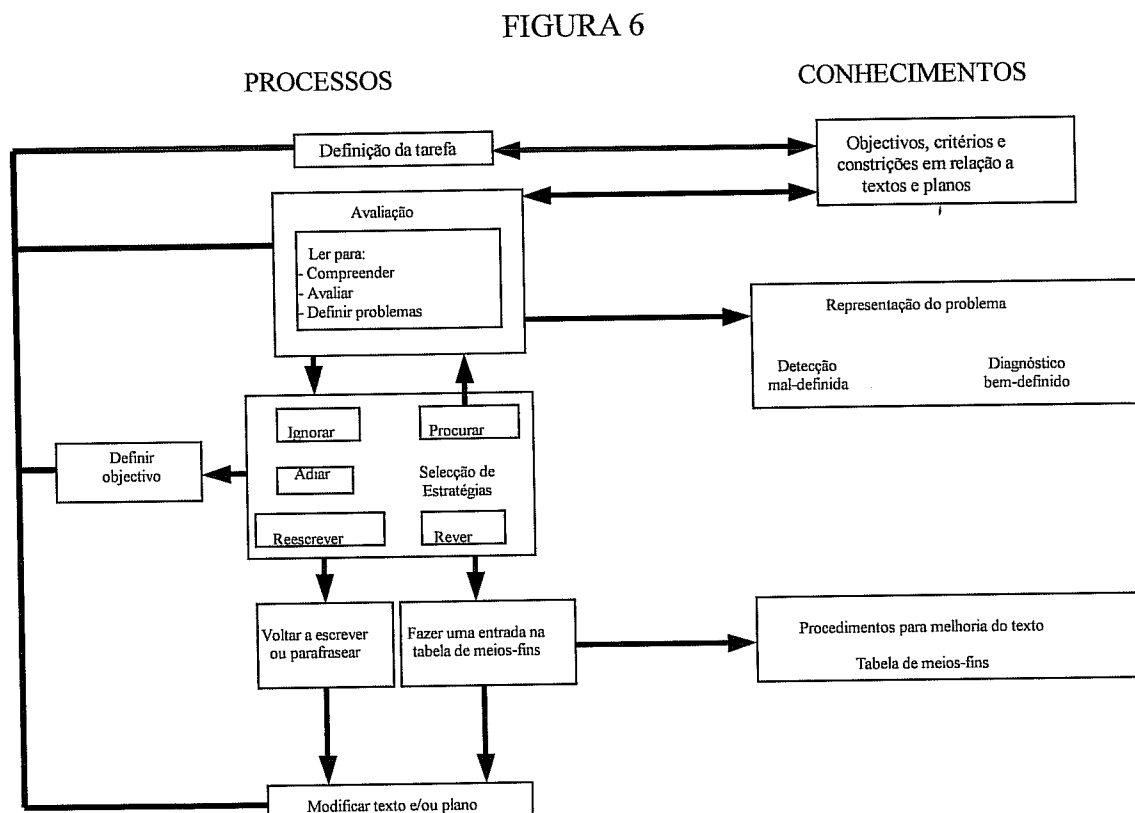 FIGURA 6
PROCESSOS
CONHECIMENTOS
Definição da tarefa
Objectivos, critérios e
constrições em relação a
textos e planos
Avaliação
Ler para:
- Compreender
- Avaliar
- Definir problemas
Representação do problema
Detecção
mal-definida
Diagnóstico
bem-definido
Ignorar
Procurar
Definir
objectivo
Adiar
Selecção de
Estratégias
Reescrever
Rever
Voltar a escrever
ou parafrasear
Fazer uma entrada na
tabela de meios-fins
Procedimentos para melhoria do texto
Tabela de meios-fins
Modificar texto e/ou plano